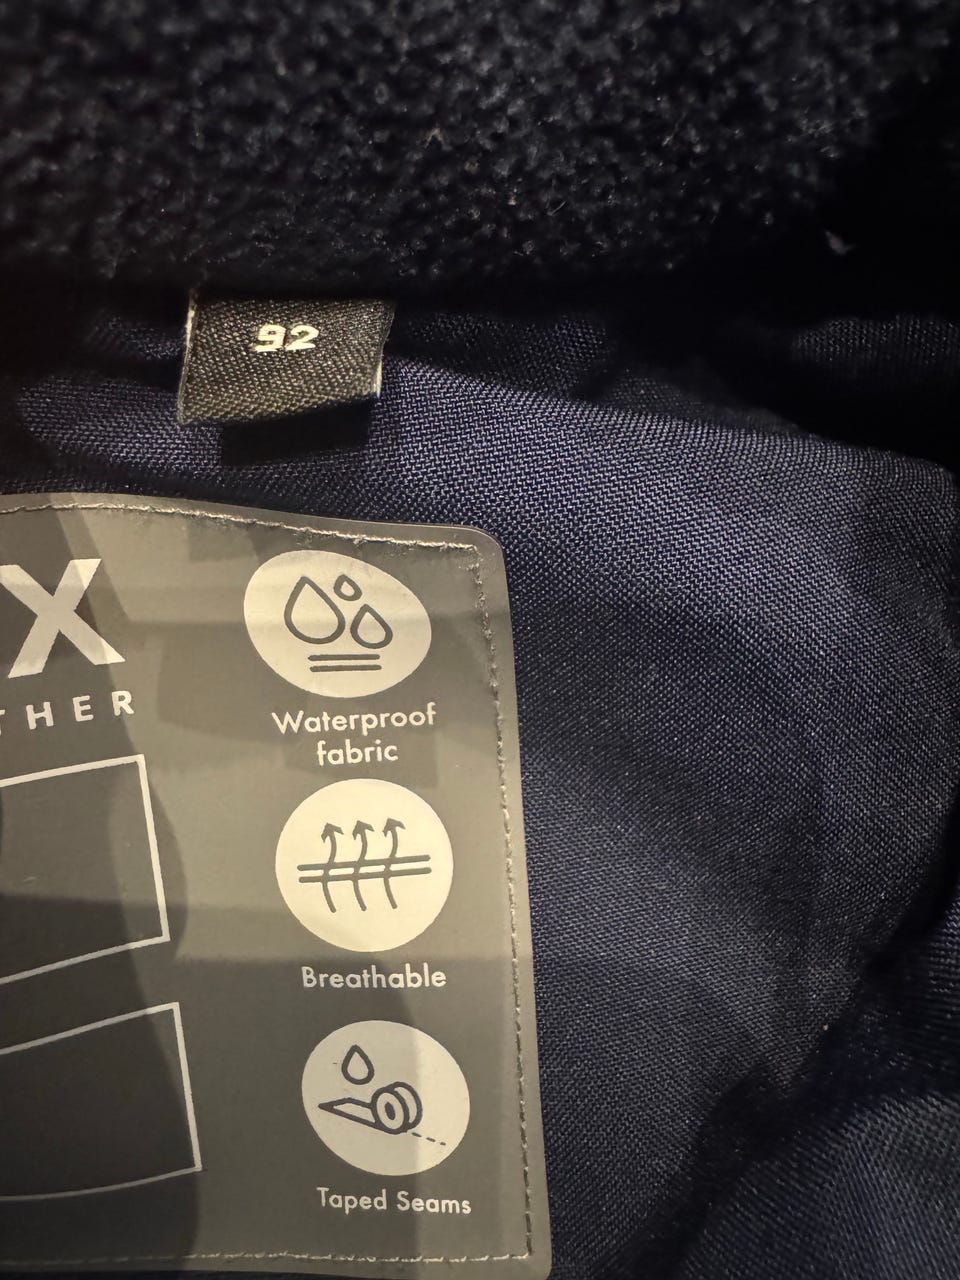 92
X
THER
Waterproof
fabric
Breathable
Taped Seams